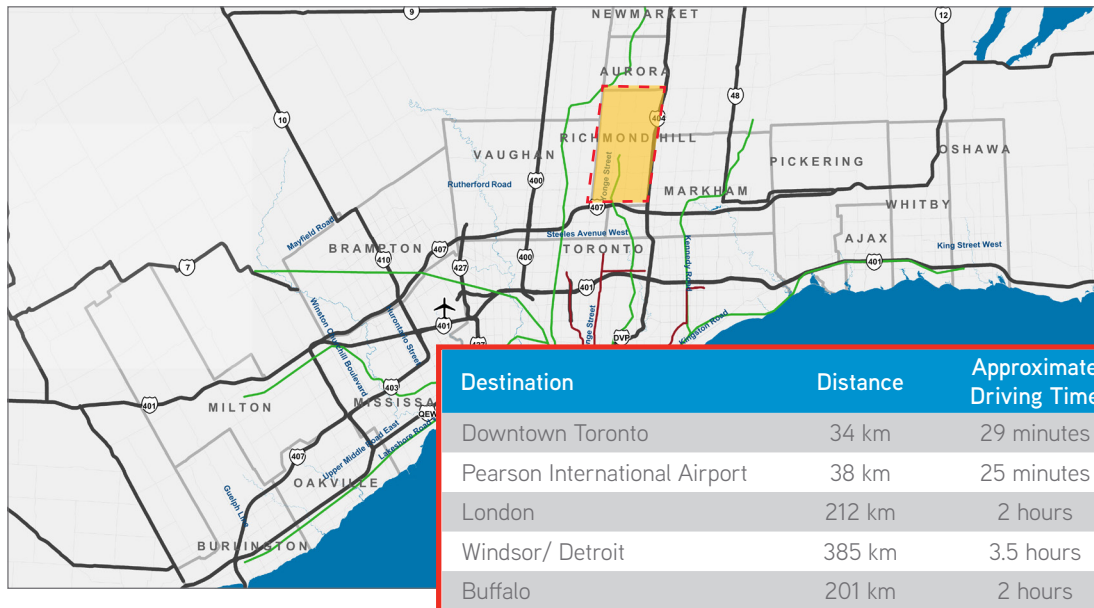 9
NEWMARKET
12
AURORA
48
404
10
RICHMOND HILL
VAUGHAN
OSHAWA
PICKERING
400
Rutherford Road
Yonge Street
MARKHAM
WHITBY
407
Steeles Avenue West
AJAX
Mayfield Road
BRAMPTON
407
TORONTO
King Street West
410
427
400
Kennedy Road
401
7
401
Winston Churchill Boulevard
Hurontario Street
401
427
DVP
Kingston Road
403
401
MILTON
QEW
407
Upper Middle Road East
Lakeshore Road
OAKVILLE
Guelph Line
BURLINGTON
Destination Distance Approximate
Driving Time
Downtown Toronto 34 km 29 minutes
Pearson International Airport 38 km 25 minutes
London 212 km 2 hours
Windsor/ Detroit 385 km 3.5 hours
Buffalo 201 km 2 hours